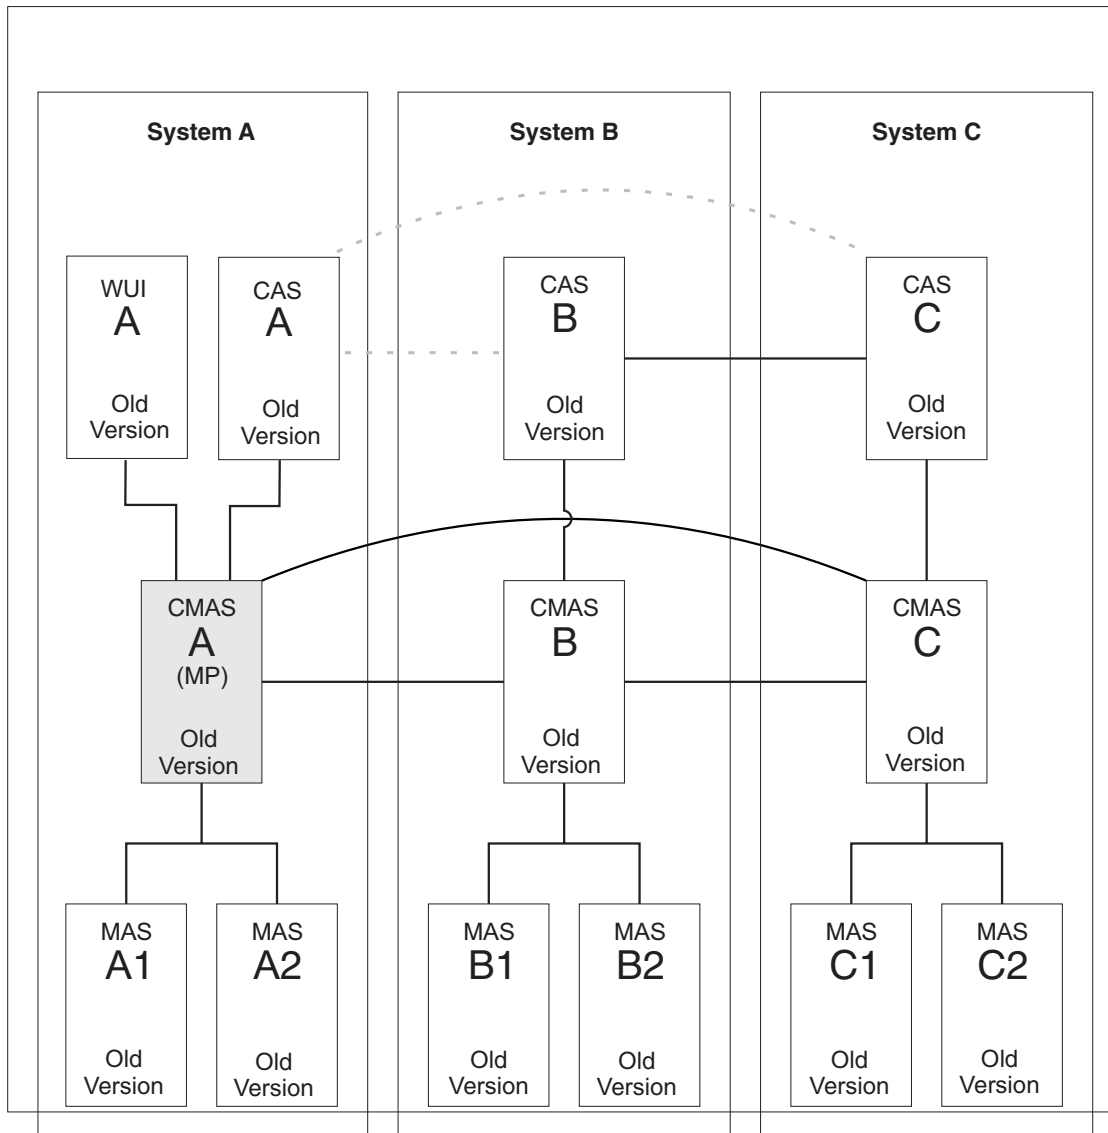 System A
System B
System C
WUI
A
Old
Version
CAS
A
Old
Version
CAS
B
Old
Version
CAS
C
Old
Version
CMAS
A
(MP)
Old
Version
CMAS
B
Old
Version
CMAS
C
Old
Version
MAS
A1
Old
Version
MAS
A2
Old
Version
MAS
B1
Old
Version
MAS
B2
Old
Version
MAS
C1
Old
Version
MAS
C2
Old
Version